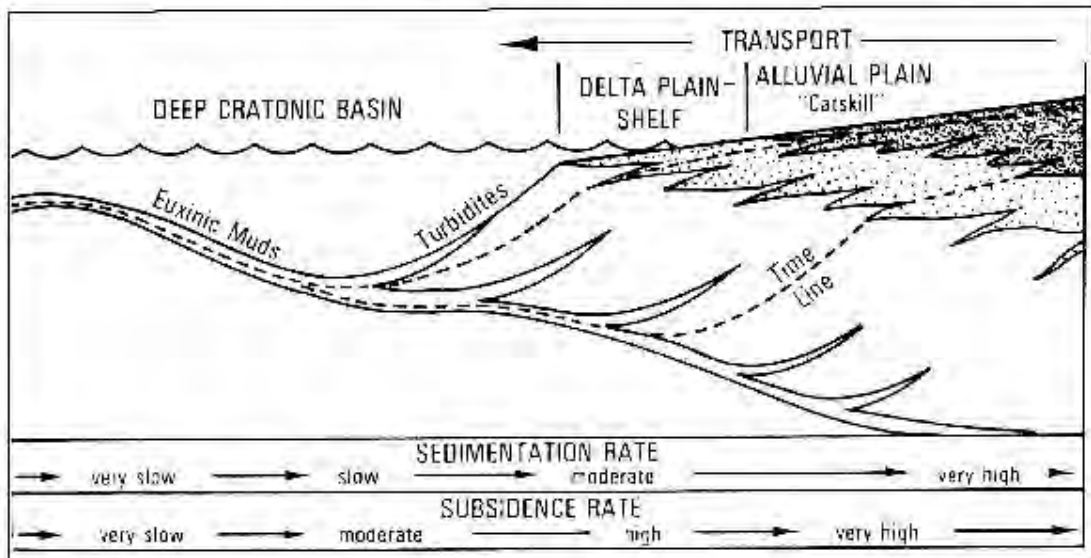 TRANSPORT
DEEP CRATONIC BASIN
DELTA PLAIN-
SHELF
ALLUVIAL PLAIN
"Catskill"
Euxinic Muds
Turbidites
Time
Line
SEDIMENTATION RATE
very slow slow moderate very high
SUBSIDENCE RATE
very slow moderate high very high